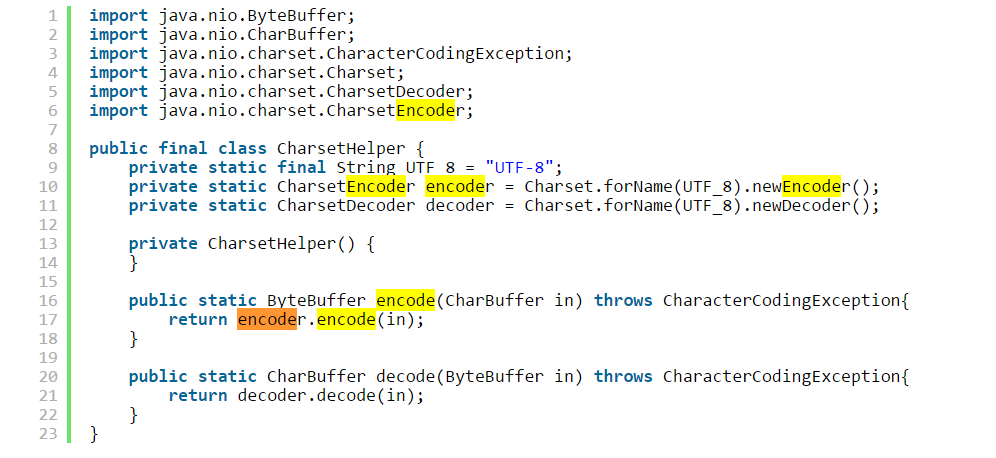 1 import java.nio.ByteBuffer;
2 import java.nio.CharBuffer;
3 import java.nio.charset.CharacterCodingException;
4 import java.nio.charset.Charset;
5 import java.nio.charset.CharsetDecoder;
6 import java.nio.charset.CharsetEncoder;
7
8 public final class CharsetHelper {
9     private static final String UTF_8 = "UTF-8";
10     private static CharsetEncoder encoder = Charset.forName(UTF_8).newEncoder();
11     private static CharsetDecoder decoder = Charset.forName(UTF_8).newDecoder();
12
13     private CharsetHelper() {
14     }
15
16     public static ByteBuffer encode(CharBuffer in) throws CharacterCodingException{
17         return encoder.encode(in);
18     }
19
20     public static CharBuffer decode(ByteBuffer in) throws CharacterCodingException{
21         return decoder.decode(in);
22     }
23 }